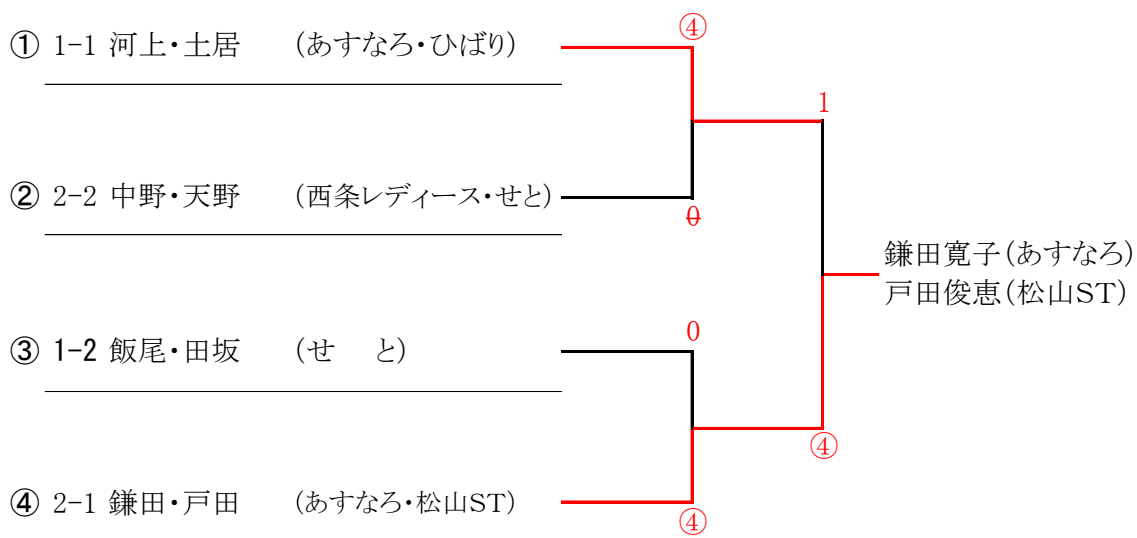 ④
① 1-1 河上・土居 (あすなろ・ひばり)
1
② 2-2 中野・天野 (西条レディース・せと)
0
鎌田寛子(あすなろ)
戸田俊恵(松山ST)
0
③ 1-2 飯尾・田坂 (せ と)
④
④ 2-1 鎌田・戸田 (あすなろ・松山ST)
④